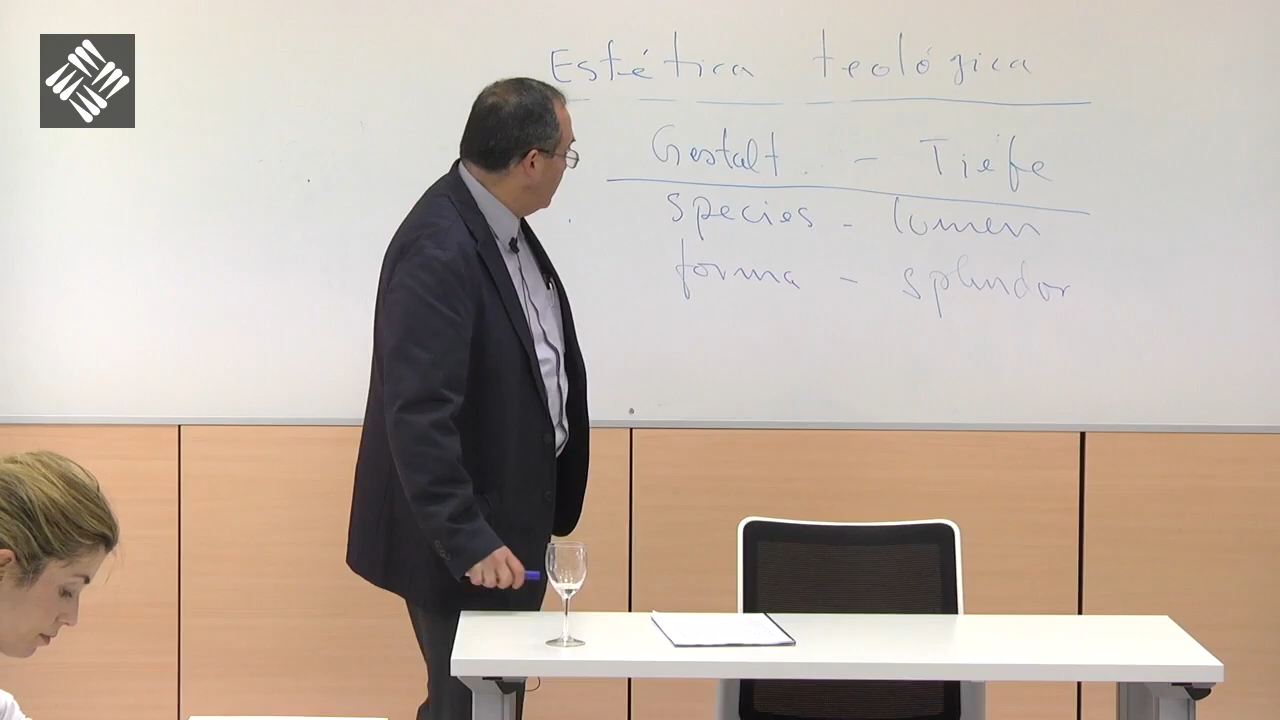 Estética teológica
Gestalt - Tiefe
species - lumen
forma - splendor